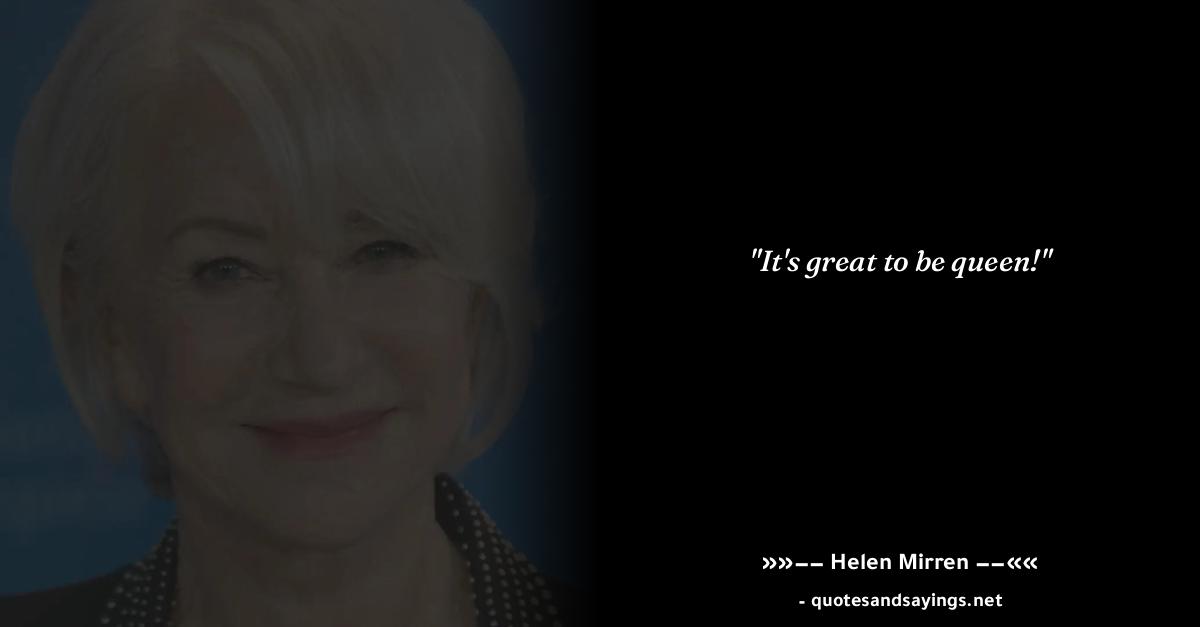 "It's great to be queen!"
»»–– Helen Mirren ––««
- quotesandsayings.net